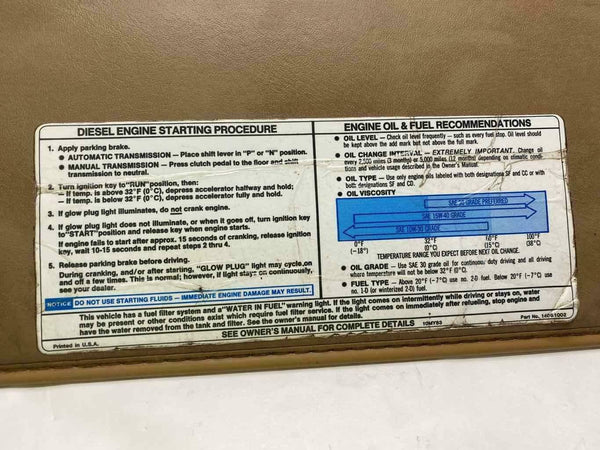 DIESEL ENGINE STARTING PROCEDURE
1. Apply parking brake.
● AUTOMATIC TRANSMISSION — Place shift lever in "P" or "N" position.
● MANUAL TRANSMISSION — Press clutch pedal to the floor and shift
transmission to neutral.
2. Turn ignition key to "RUN" position, then:
— If temp. is above 32°F (0°C), depress accelerator halfway and hold;
— If temp. is below 32°F (0°C), depress accelerator fully and hold.
3. If glow plug light illuminates, do not crank engine.
4. If glow plug light does not illuminate, or when it goes off, turn ignition key
to "START" position and release key when engine starts.
If engine fails to start after approx. 15 seconds of cranking, release ignition
key, wait 10-15 seconds and repeat steps 2 thru 4.
5. Release parking brake before driving.
During cranking, and/or after starting, "GLOW PLUG" light may cycle on
and off a few times. This is normal; however, if light stays on continuously,
see your dealer.
NOTICE DO NOT USE STARTING FLUIDS — IMMEDIATE ENGINE DAMAGE MAY RESULT.
ENGINE OIL & FUEL RECOMMENDATIONS
● OIL LEVEL — Check oil level frequently — such as every fuel stop. Oil level should
be kept above the add mark but not above the full mark.
● OIL CHANGE INTERVAL — EXTREMELY IMPORTANT. Change oil
every 2,500 miles (3 months) or 5,000 miles (12 months) depending on climatic condi-
tions and vehicle usage described in the Owner's Manual.
● OIL TYPE — Use only engine oils labeled with both designations SF and CC or with
both designations SF and CD.
● OIL VISCOSITY
SAE 30 GRADE PREFERRED
SAE 15W-40 GRADE
SAE 10W-30 GRADE
0°F 32°F 60°F 100°F
(−18°) (0°C) (15°) (38°)
TEMPERATURE RANGE YOU EXPECT BEFORE NEXT OIL CHANGE.
● OIL GRADE — Use SAE 30 grade oil for continuous duty driving and all driving
where temperature will not be below 32°F (0°C).
● FUEL TYPE — Above 20°F (−7°C) use no. 2-D fuel. Below 20°F (−7°C) use
no. 1-D (or winterized 2-D fuel).
This vehicle has a fuel filter system and a "WATER IN FUEL" warning light. If the light comes on intermittently while driving or stays on, water
may be present or other conditions exist which require fuel filter service. If the light comes on immediately after refueling, stop engine and
have the water removed from the tank and filter. See the owner's manual for details.
SEE OWNER'S MANUAL FOR COMPLETE DETAILS 10MY83
Printed in U.S.A. Part No. 14061002